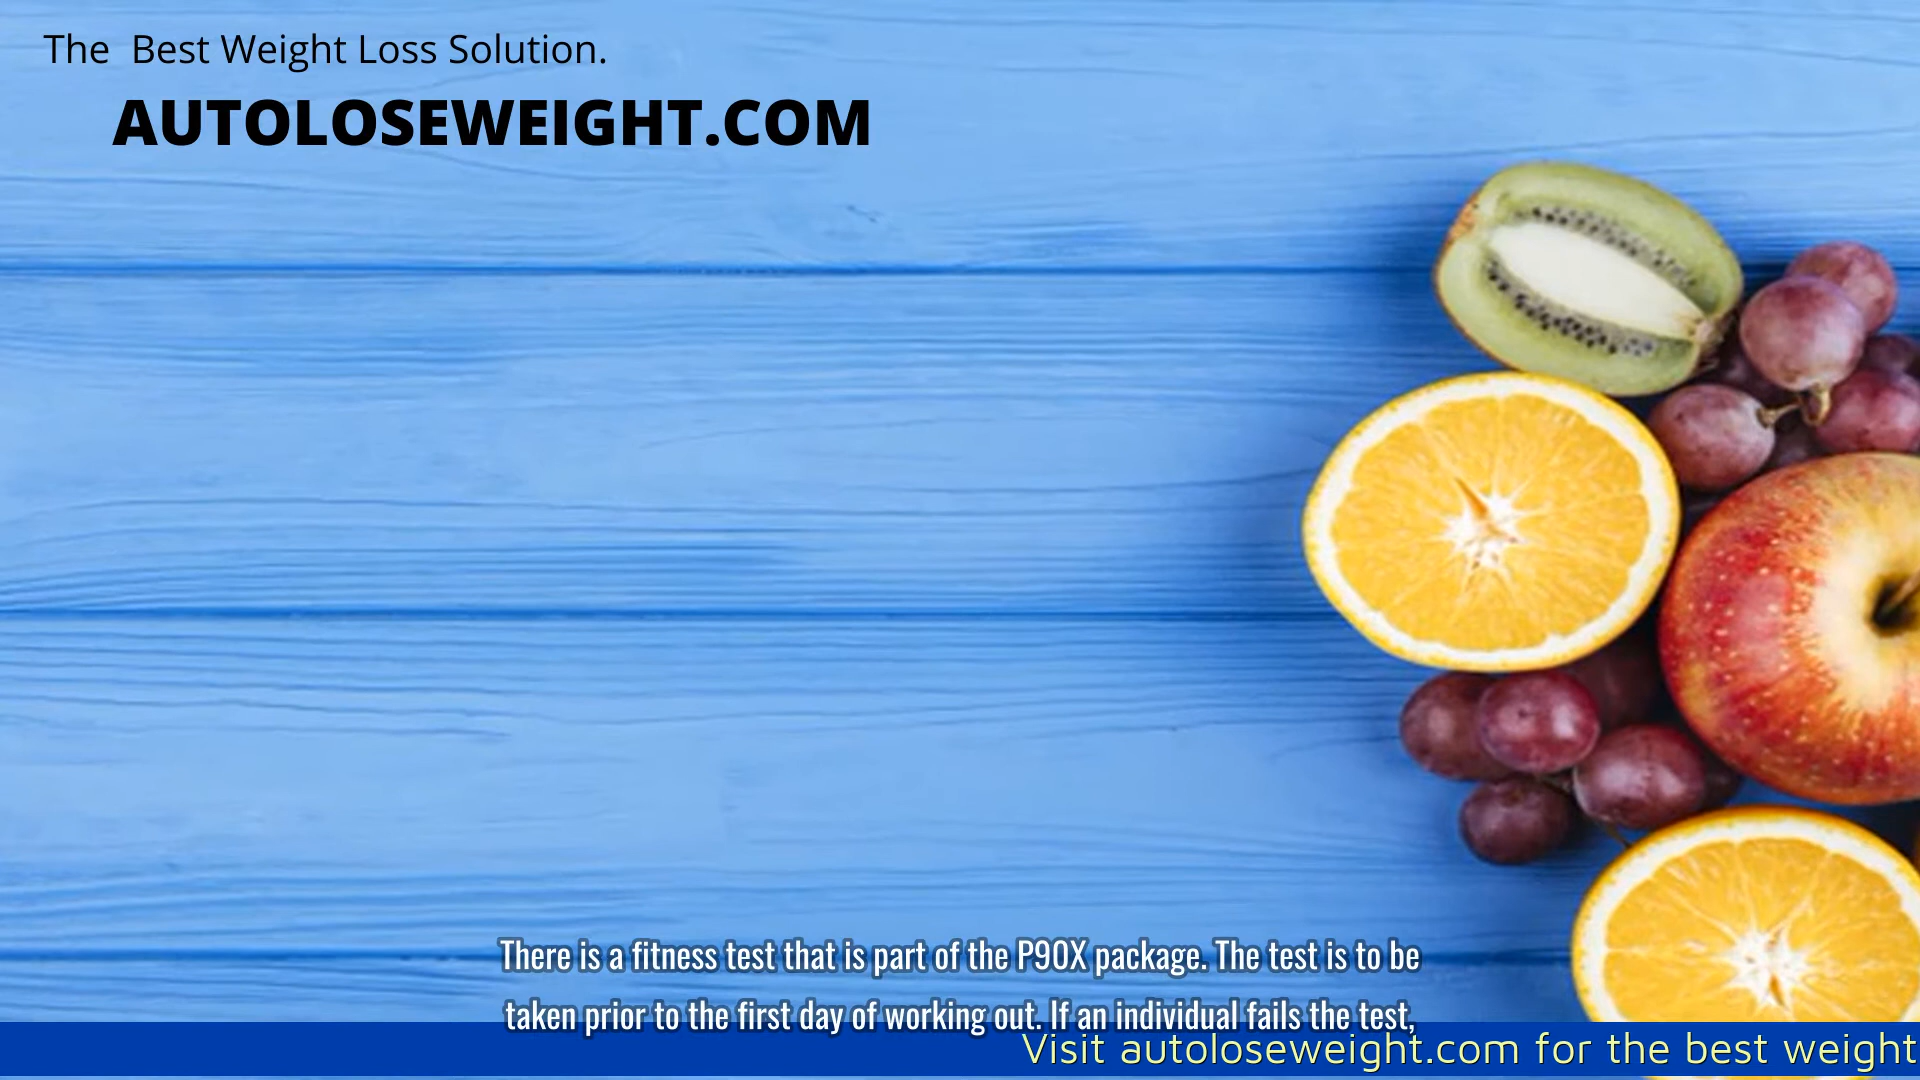 The Best Weight Loss Solution.
AUTOLOSEWEIGHT.COM
There is a fitness test that is part of the P90X package. The test is to be
taken prior to the first day of working out. If an individual fails the test,
Visit autoloseweight.com for the best weight